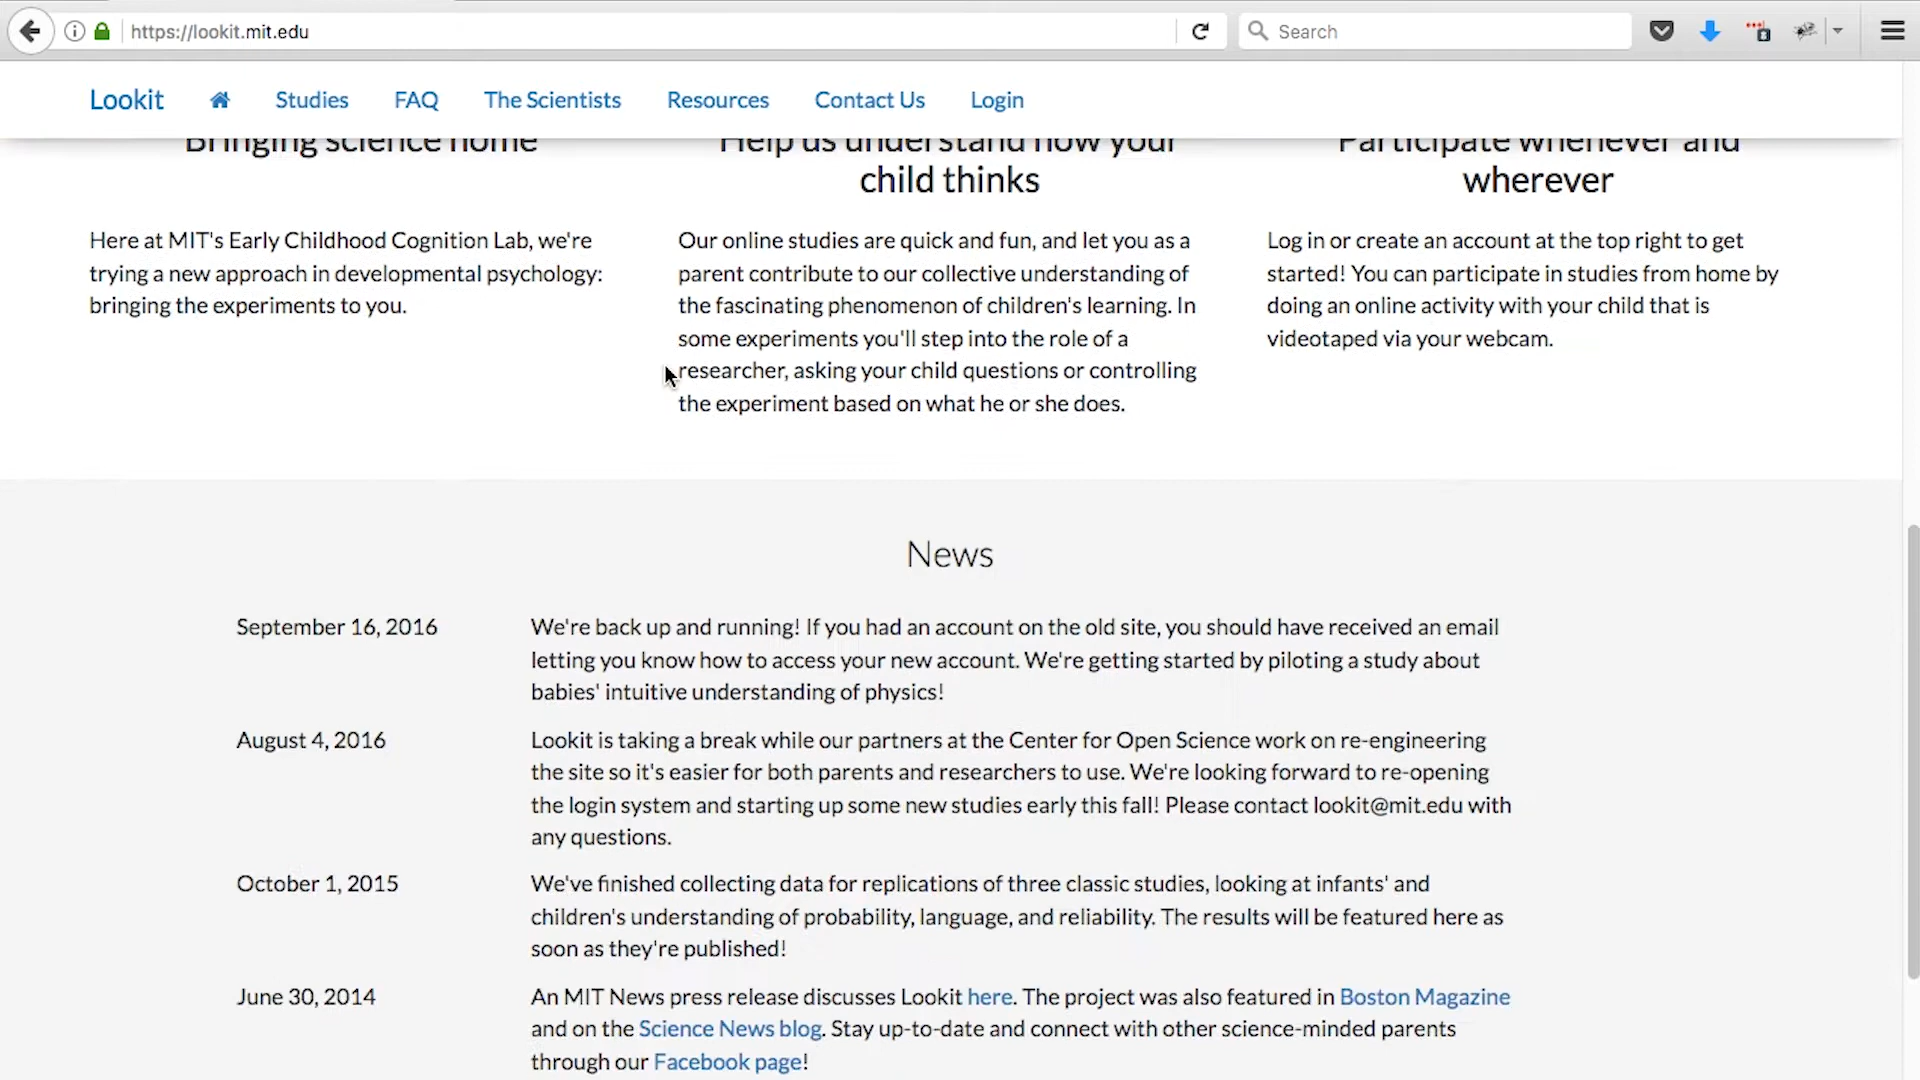 https://lookit.mit.edu
Search
Lookit Studies FAQ The Scientists Resources Contact Us Login
Bringing science home
Help us understand how your
child thinks
Participate whenever and
wherever
Here at MIT's Early Childhood Cognition Lab, we're
trying a new approach in developmental psychology:
bringing the experiments to you.
Our online studies are quick and fun, and let you as a
parent contribute to our collective understanding of
the fascinating phenomenon of children's learning. In
some experiments you'll step into the role of a
researcher, asking your child questions or controlling
the experiment based on what he or she does.
Log in or create an account at the top right to get
started! You can participate in studies from home by
doing an online activity with your child that is
videotaped via your webcam.
News
September 16, 2016
We're back up and running! If you had an account on the old site, you should have received an email
letting you know how to access your new account. We're getting started by piloting a study about
babies' intuitive understanding of physics!
August 4, 2016
Lookit is taking a break while our partners at the Center for Open Science work on re-engineering
the site so it's easier for both parents and researchers to use. We're looking forward to re-opening
the login system and starting up some new studies early this fall! Please contact lookit@mit.edu with
any questions.
October 1, 2015
We've finished collecting data for replications of three classic studies, looking at infants' and
children's understanding of probability, language, and reliability. The results will be featured here as
soon as they're published!
June 30, 2014
An MIT News press release discusses Lookit here. The project was also featured in Boston Magazine
and on the Science News blog. Stay up-to-date and connect with other science-minded parents
through our Facebook page!